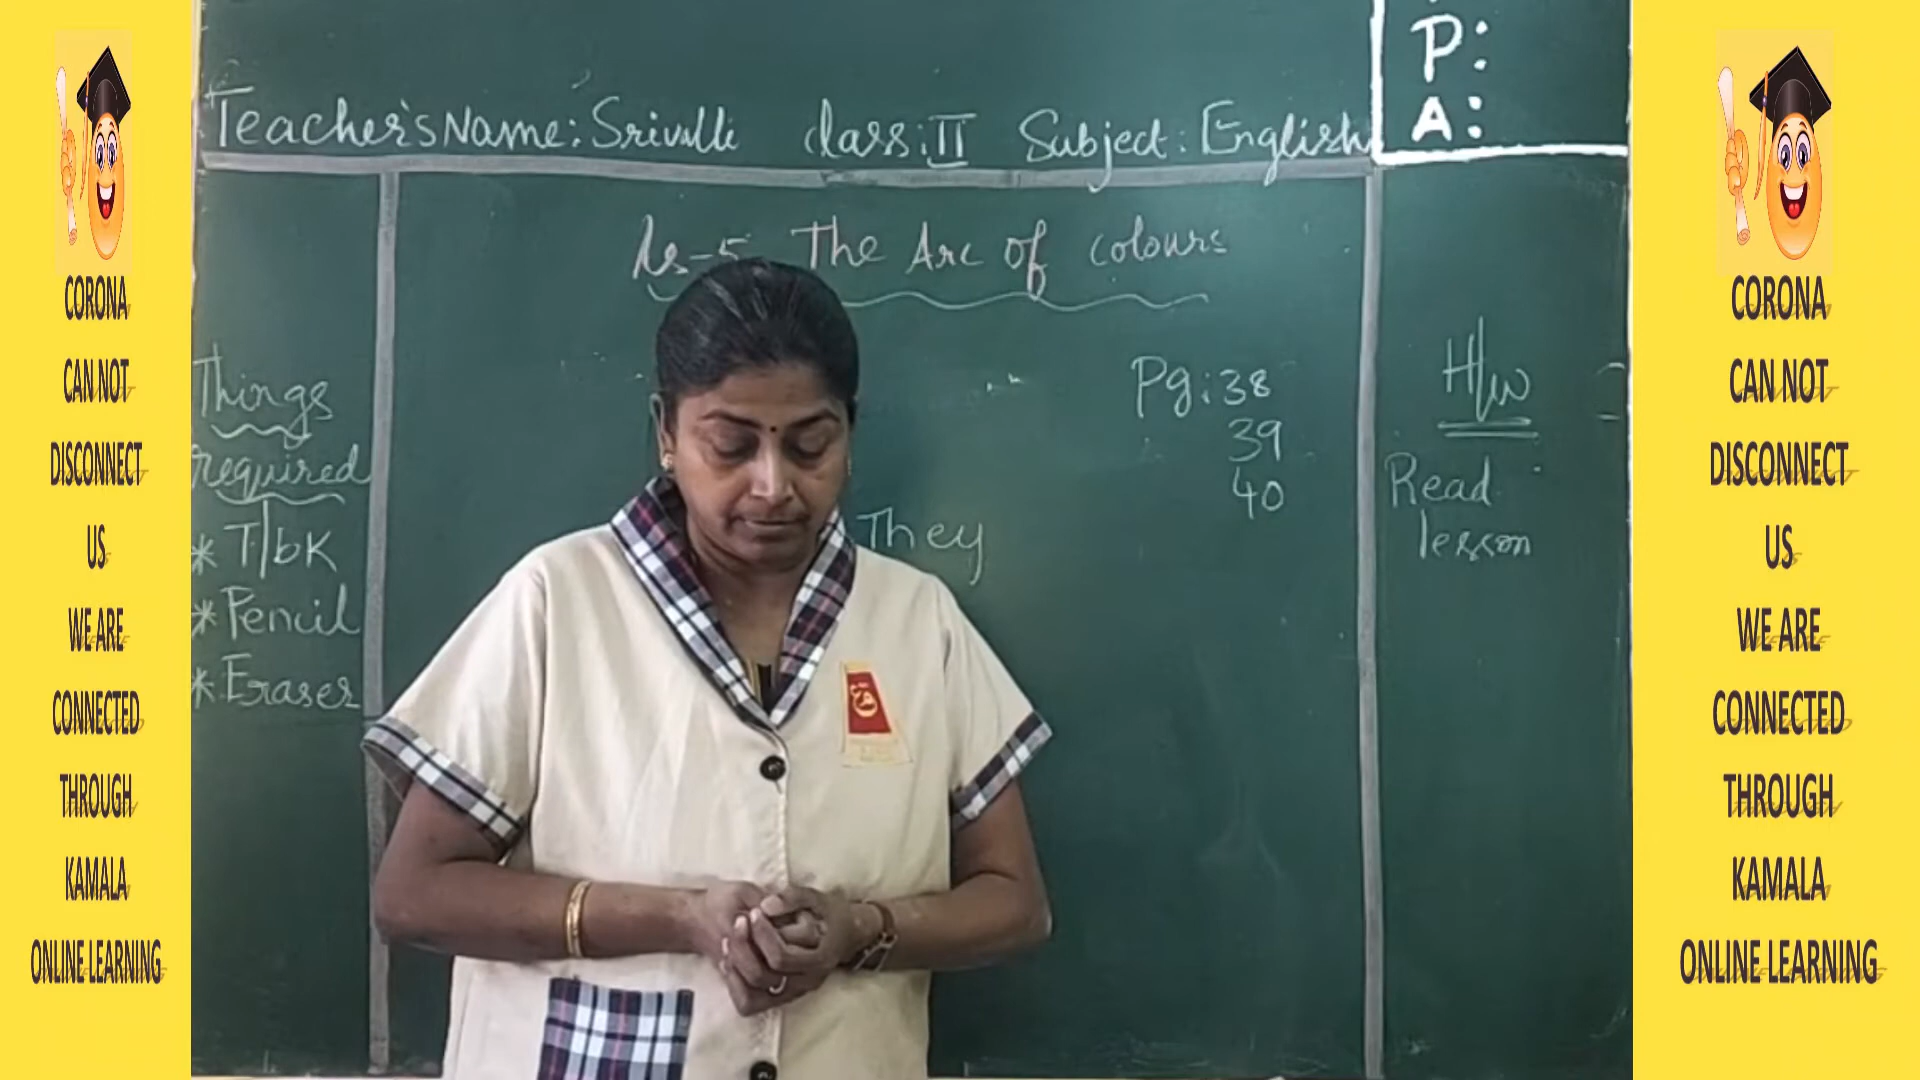 CORONA
CAN NOT
DISCONNECT
US
WE ARE
CONNECTED
THROUGH
KAMALA
ONLINE LEARNING
P:
A:
Teacher's Name: Srivalli Class: II Subject: English
Ls-5 The Arc of colours
Things
required
* T/bk
* Pencil
* Eraser
They
Pg: 38
39
40
H/w
Read
lesson
CORONA
CAN NOT
DISCONNECT
US
WE ARE
CONNECTED
THROUGH
KAMALA
ONLINE LEARNING